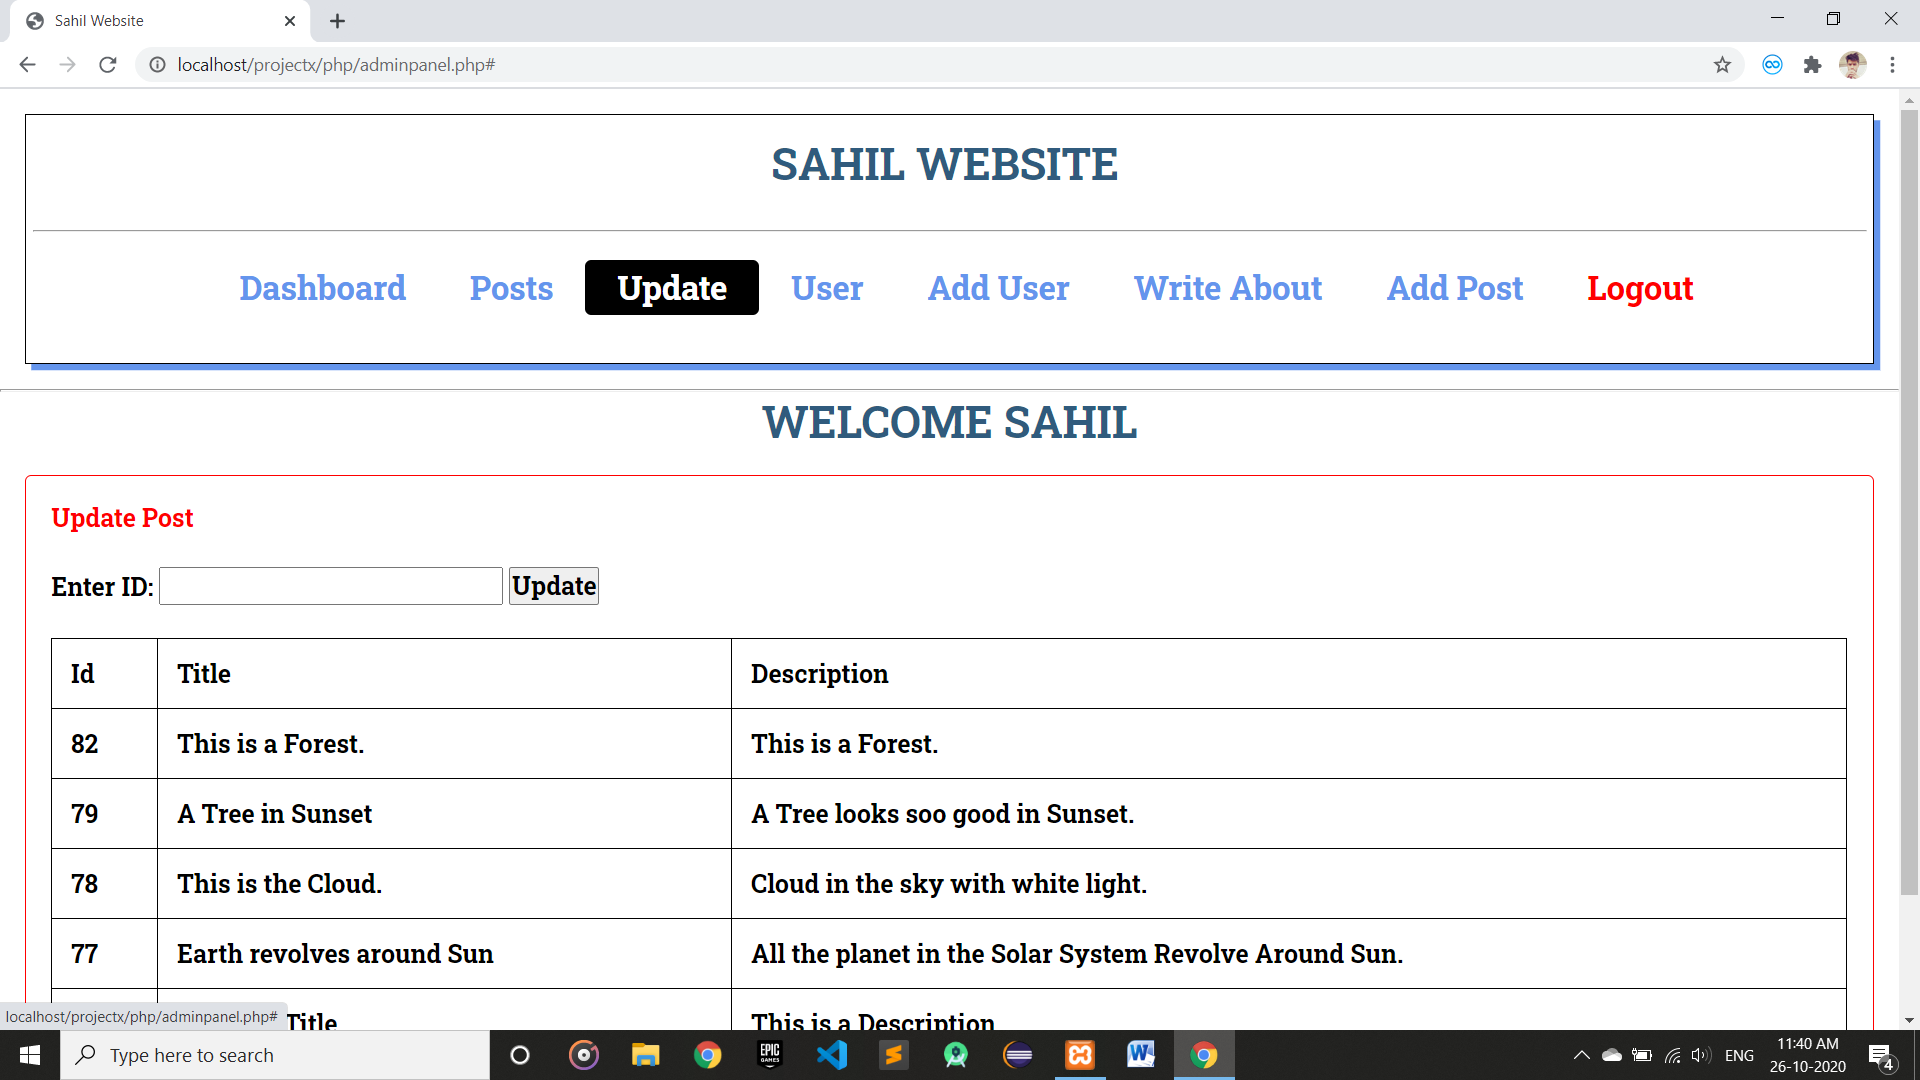 Sahil Website
localhost/projectx/php/adminpanel.php#
SAHIL WEBSITE
Dashboard Posts Update User Add User Write About Add Post Logout
WELCOME SAHIL
Update Post
Enter ID: Update
Id Title Description
82 This is a Forest. This is a Forest.
79 A Tree in Sunset A Tree looks soo good in Sunset.
78 This is the Cloud. Cloud in the sky with white light.
77 Earth revolves around Sun All the planet in the Solar System Revolve Around Sun.
Title This is a Description
localhost/projectx/php/adminpanel.php#
Type here to search
EPIC GAMES
ENG
11:40 AM
26-10-2020
4